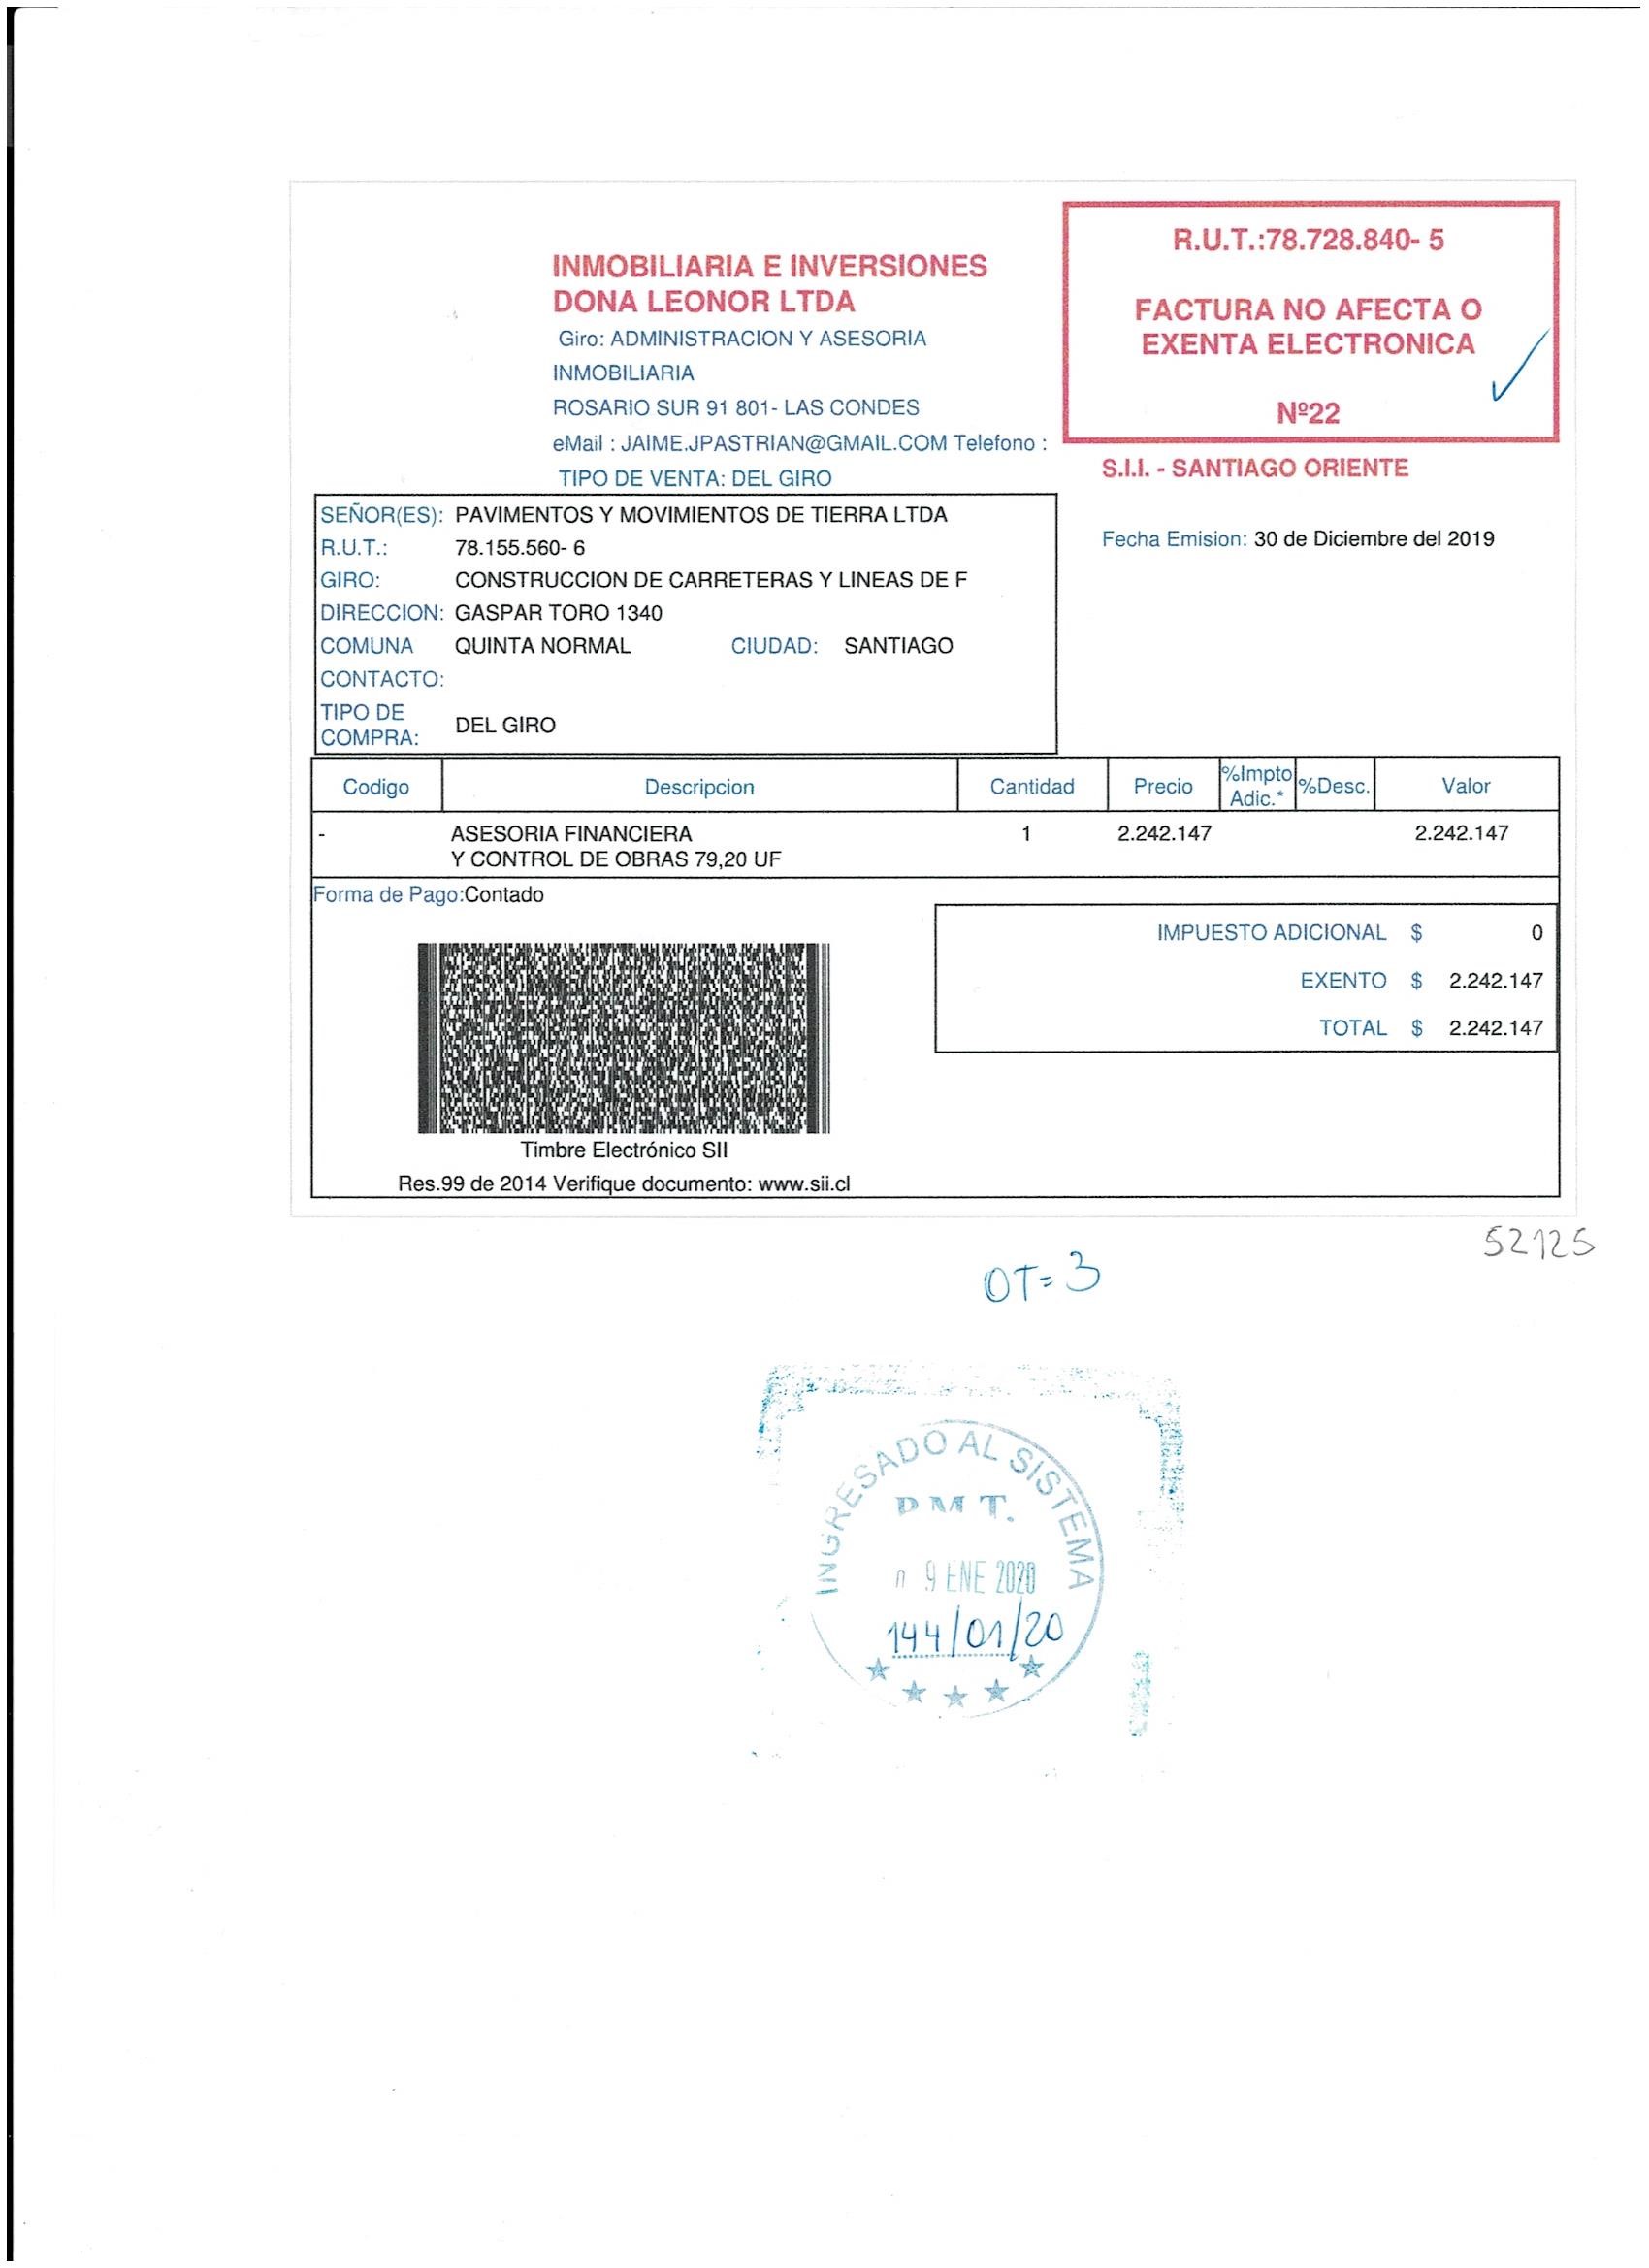 INMOBILIARIA E INVERSIONES
DONA LEONOR LTDA
Giro: ADMINISTRACION Y ASESORIA
INMOBILIARIA
ROSARIO SUR 91 801- LAS CONDES
eMail : JAIME.JPASTRIAN@GMAIL.COM Telefono :
TIPO DE VENTA: DEL GIRO
R.U.T.:78.728.840- 5
FACTURA NO AFECTA O
EXENTA ELECTRONICA
Nº22
S.I.I. - SANTIAGO ORIENTE
Fecha Emision: 30 de Diciembre del 2019
SEÑOR(ES): PAVIMENTOS Y MOVIMIENTOS DE TIERRA LTDA
R.U.T.: 78.155.560- 6
GIRO: CONSTRUCCION DE CARRETERAS Y LINEAS DE F
DIRECCION: GASPAR TORO 1340
COMUNA QUINTA NORMAL CIUDAD: SANTIAGO
CONTACTO:
TIPO DE
COMPRA: DEL GIRO
Codigo Descripcion Cantidad Precio %Impto Adic.* %Desc. Valor
- ASESORIA FINANCIERA 1 2.242.147 2.242.147
Y CONTROL DE OBRAS 79,20 UF
Forma de Pago:Contado
IMPUESTO ADICIONAL $ 0
EXENTO $ 2.242.147
TOTAL $ 2.242.147
Timbre Electrónico SII
Res.99 de 2014 Verifique documento: www.sii.cl
52125
OT=3
INGRESADO AL SISTEMA
P M T.
0 9 ENE 2020
144/01/20